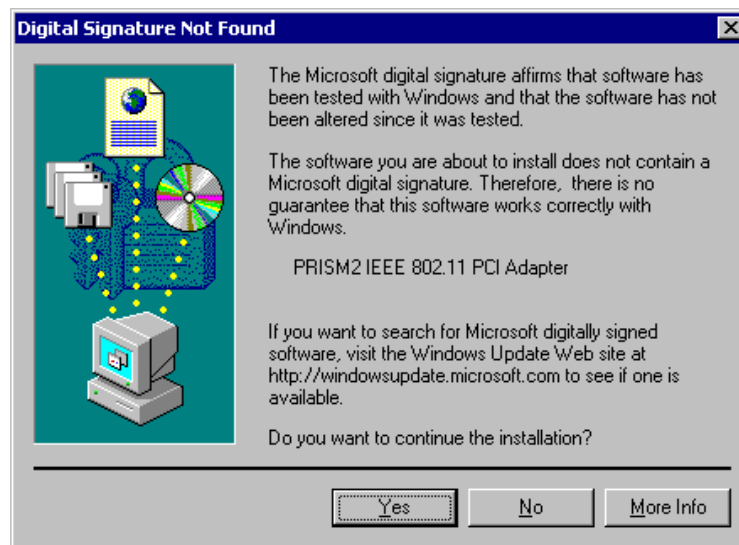 Digital Signature Not Found
The Microsoft digital signature affirms that software has
been tested with Windows and that the software has not
been altered since it was tested.
The software you are about to install does not contain a
Microsoft digital signature. Therefore,  there is no
guarantee that this software works correctly with
Windows.
PRISM2 IEEE 802.11 PCI Adapter
If you want to search for Microsoft digitally signed
software, visit the Windows Update Web site at
http://windowsupdate.microsoft.com to see if one is
available.
Do you want to continue the installation?
Yes No More Info